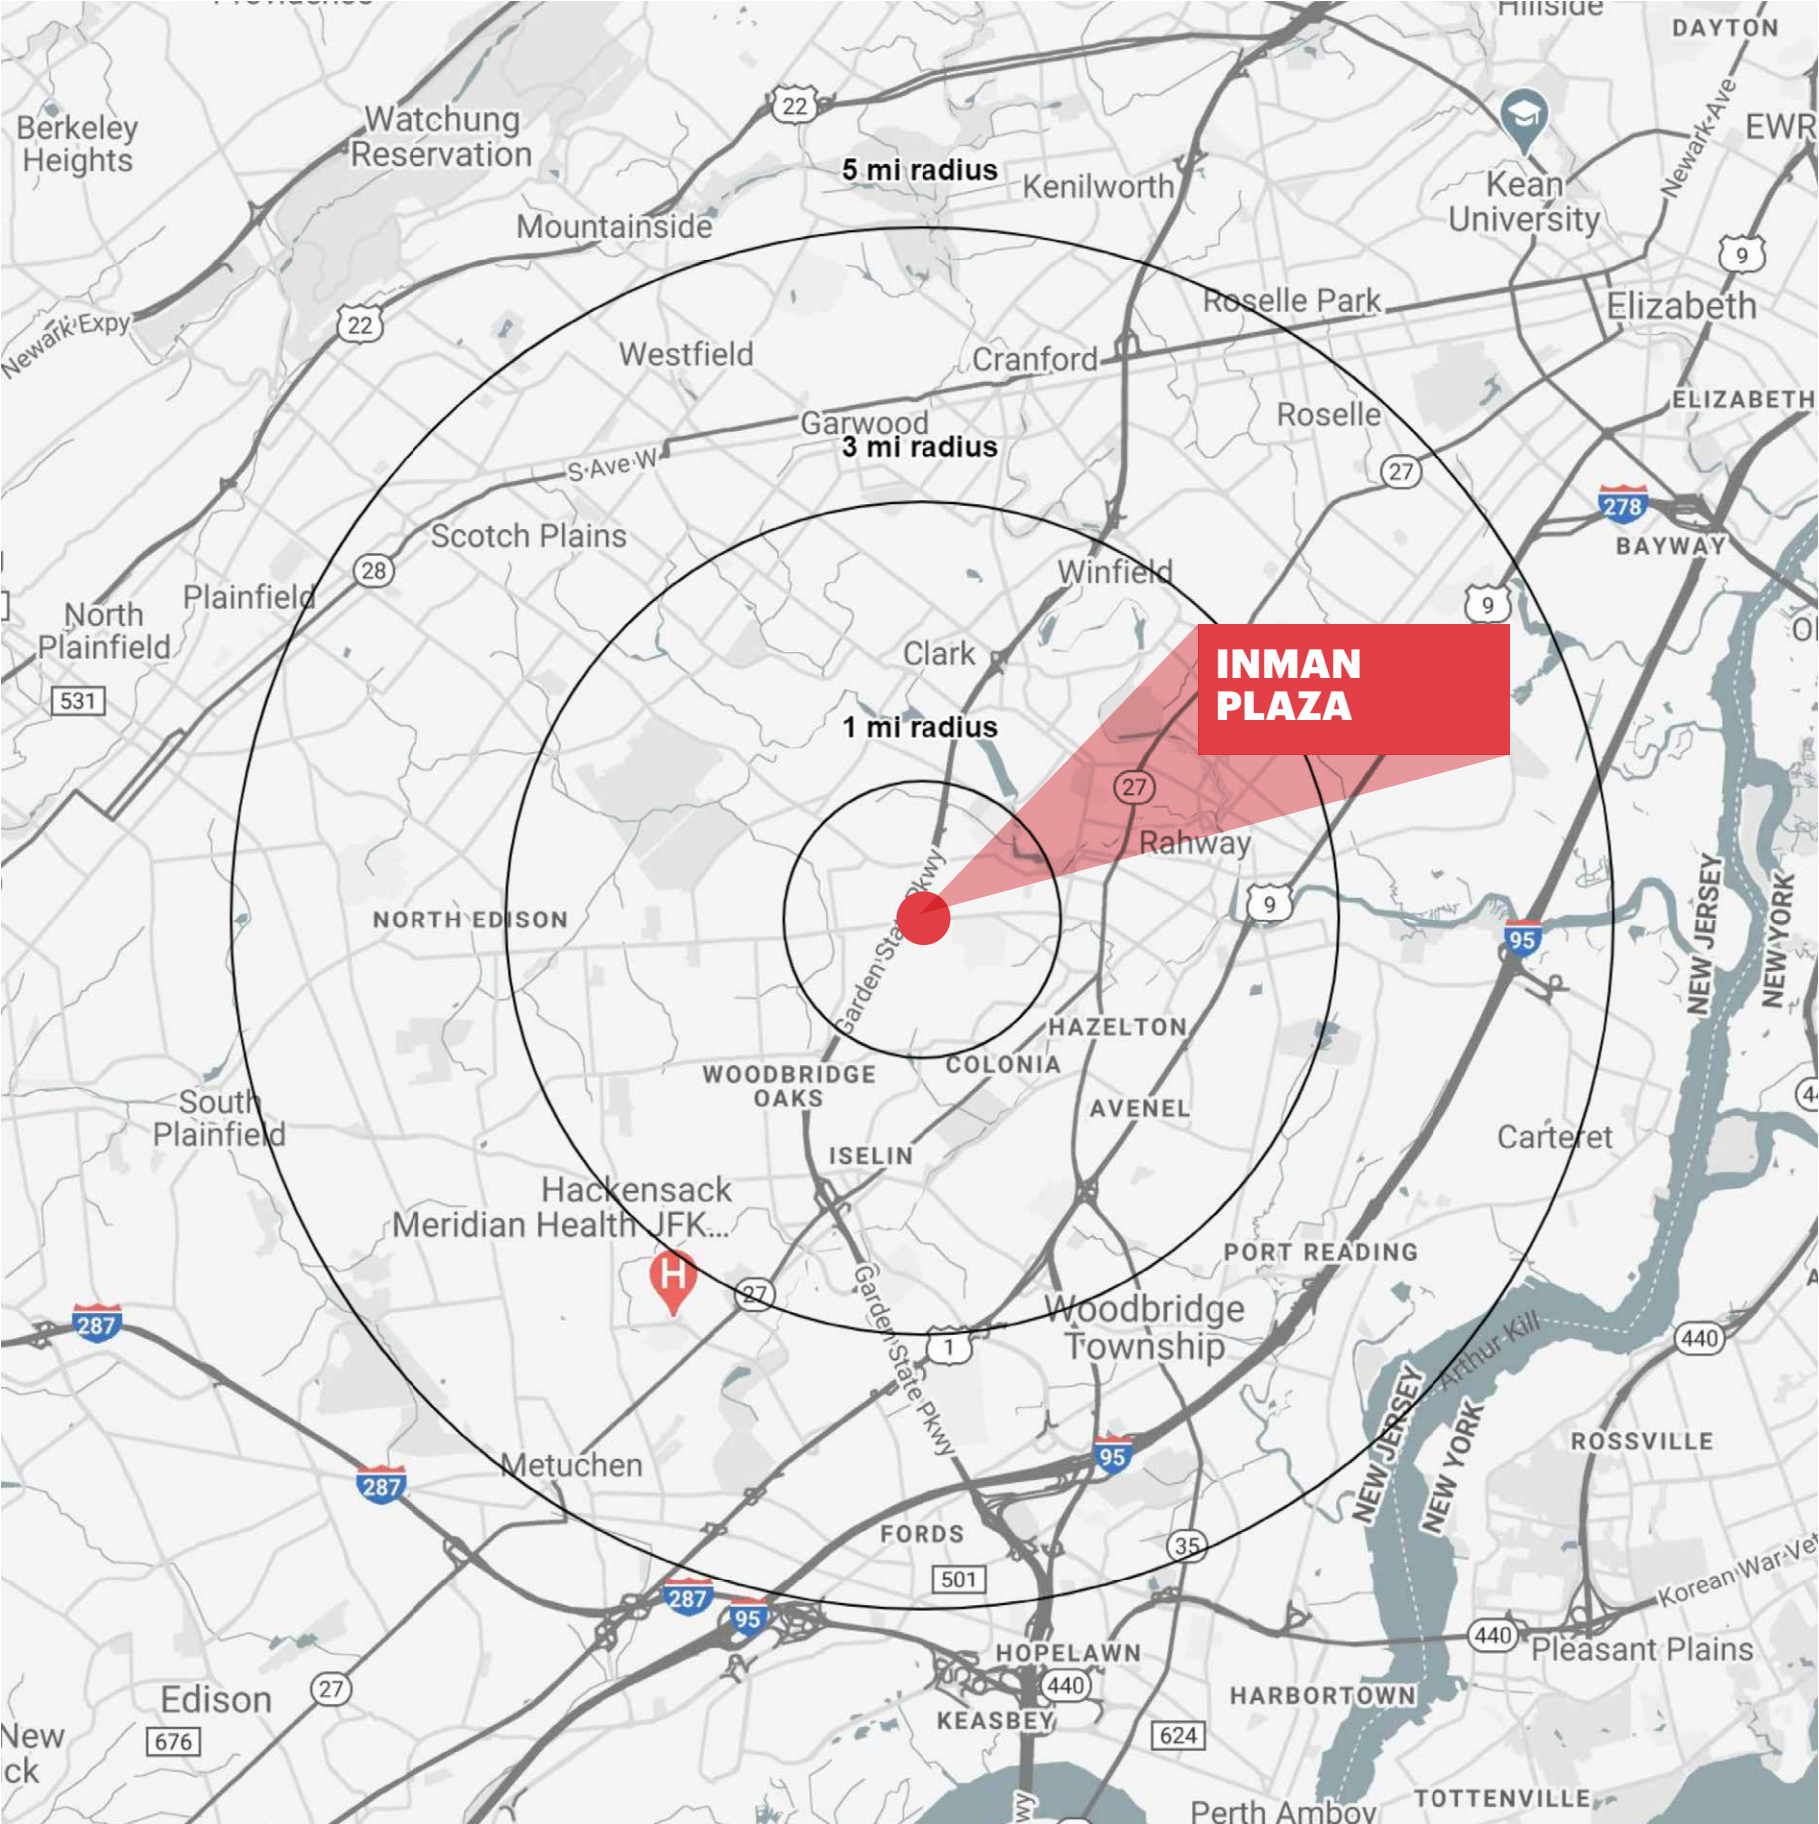 Hillside
DAYTON
22
Newark Ave
Berkeley
Heights
Watchung
Reservation
EWR
5 mi radius
Kenilworth
Kean
University
Mountainside
9
Newark Expy
22
Roselle Park
Elizabeth
Westfield
Cranford
ELIZABETH
Garwood
Roselle
3 mi radius
S Ave W
27
278
Scotch Plains
BAYWAY
28
Winfield
Plainfield
North
Plainfield
9
Clark
INMAN
PLAZA
531
1 mi radius
27
Rahway
Garden State Pkwy
NORTH EDISON
9
95
NEW JERSEY
NEW YORK
HAZELTON
COLONIA
WOODBRIDGE
OAKS
South
Plainfield
AVENEL
Carteret
ISELIN
Hackensack
Meridian Health JFK...
H
PORT READING
27
Woodbridge
Township
287
1
Arthur Kill
440
Garden State Pkwy
NEW JERSEY
NEW YORK
ROSSVILLE
95
Metuchen
287
FORDS
35
501
287
95
Korean War Vet
440
Pleasant Plains
HOPELAWN
440
Edison
27
HARBORTOWN
KEASBEY
676
624
New
ck
TOTTENVILLE
Perth Amboy
wy